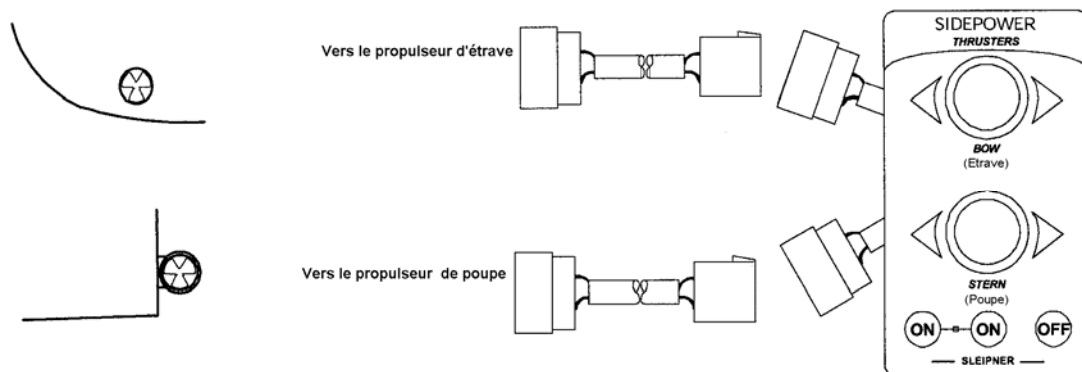 Vers le propulseur d'étrave
Vers le propulseur de poupe
SIDEPOWER
THRUSTERS
BOW
(Etrave)
STERN
(Poupe)
ON ON OFF
SLEIPNER